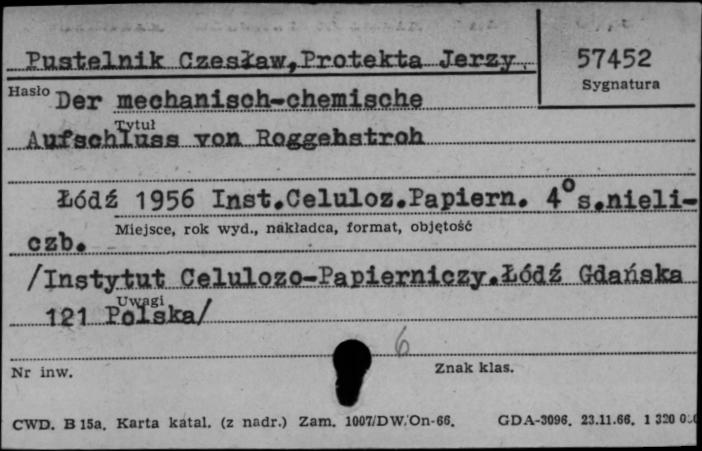 Pustelnik Czesław,Protekta Jerzy.
57452
Sygnatura
Hasło
Der mechanisch-chemische
Tytuł
Aufschluss von Roggehstroh
Łódź 1956 Inst.Celuloz.Papiern. 4° s.nieli-
Miejsce, rok wyd., nakładca, format, objętość
czb.
/Instytut Celulozo-Papierniczy.Łódź Gdańska
Uwagi
121 Polska/
6
Nr inw.
Znak klas.
CWD. B 15a. Karta katal. (z nadr.) Zam. 1007/DW/On-66. GDA-3096. 23.11.66. 1 320